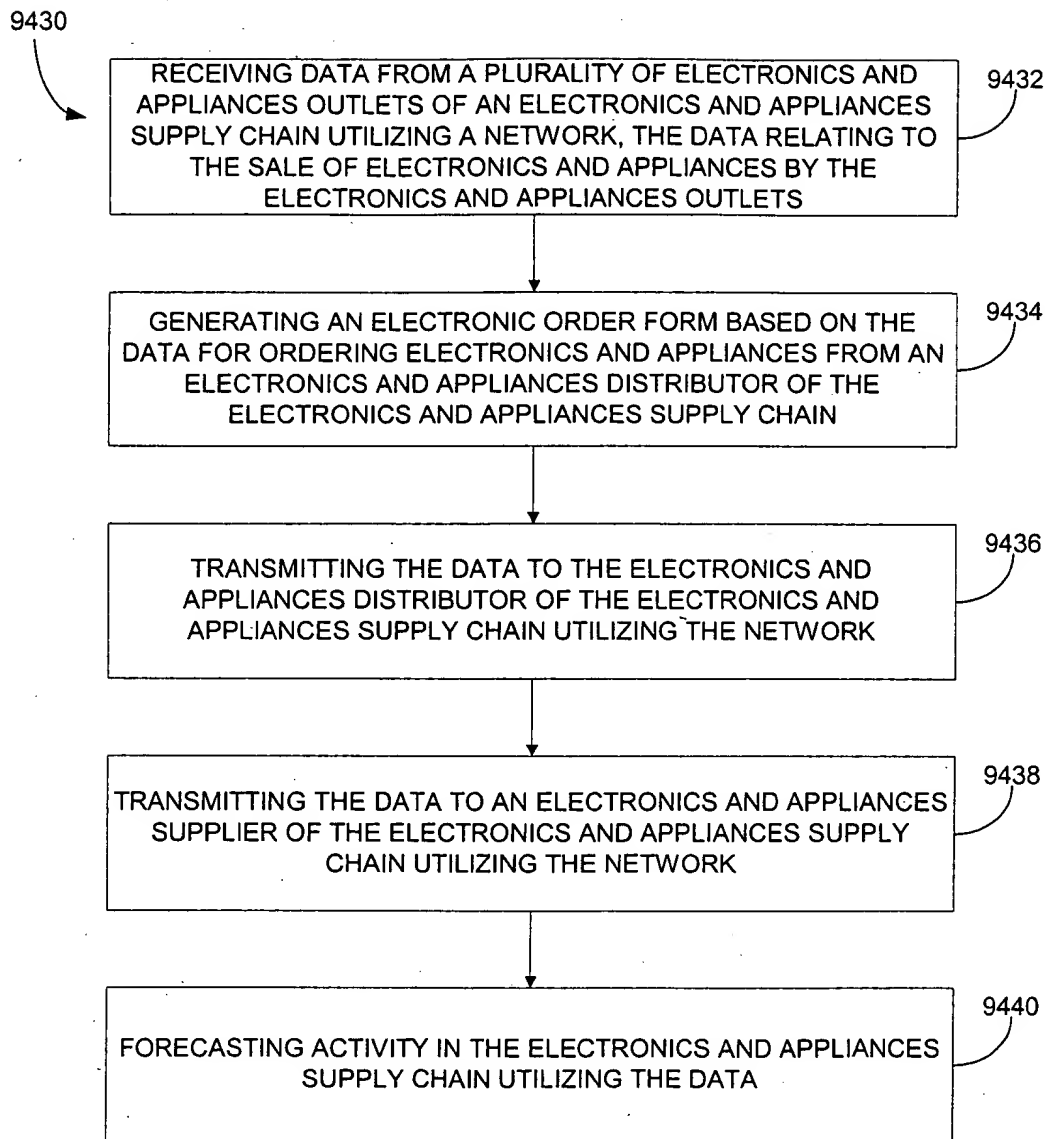 9430
RECEIVING DATA FROM A PLURALITY OF ELECTRONICS AND
APPLIANCES OUTLETS OF AN ELECTRONICS AND APPLIANCES
SUPPLY CHAIN UTILIZING A NETWORK, THE DATA RELATING TO
THE SALE OF ELECTRONICS AND APPLIANCES BY THE
ELECTRONICS AND APPLIANCES OUTLETS
9432
GENERATING AN ELECTRONIC ORDER FORM BASED ON THE
DATA FOR ORDERING ELECTRONICS AND APPLIANCES FROM AN
ELECTRONICS AND APPLIANCES DISTRIBUTOR OF THE
ELECTRONICS AND APPLIANCES SUPPLY CHAIN
9434
TRANSMITTING THE DATA TO THE ELECTRONICS AND
APPLIANCES DISTRIBUTOR OF THE ELECTRONICS AND
APPLIANCES SUPPLY CHAIN UTILIZING THE NETWORK
9436
TRANSMITTING THE DATA TO AN ELECTRONICS AND APPLIANCES
SUPPLIER OF THE ELECTRONICS AND APPLIANCES SUPPLY
CHAIN UTILIZING THE NETWORK
9438
FORECASTING ACTIVITY IN THE ELECTRONICS AND APPLIANCES
SUPPLY CHAIN UTILIZING THE DATA
9440